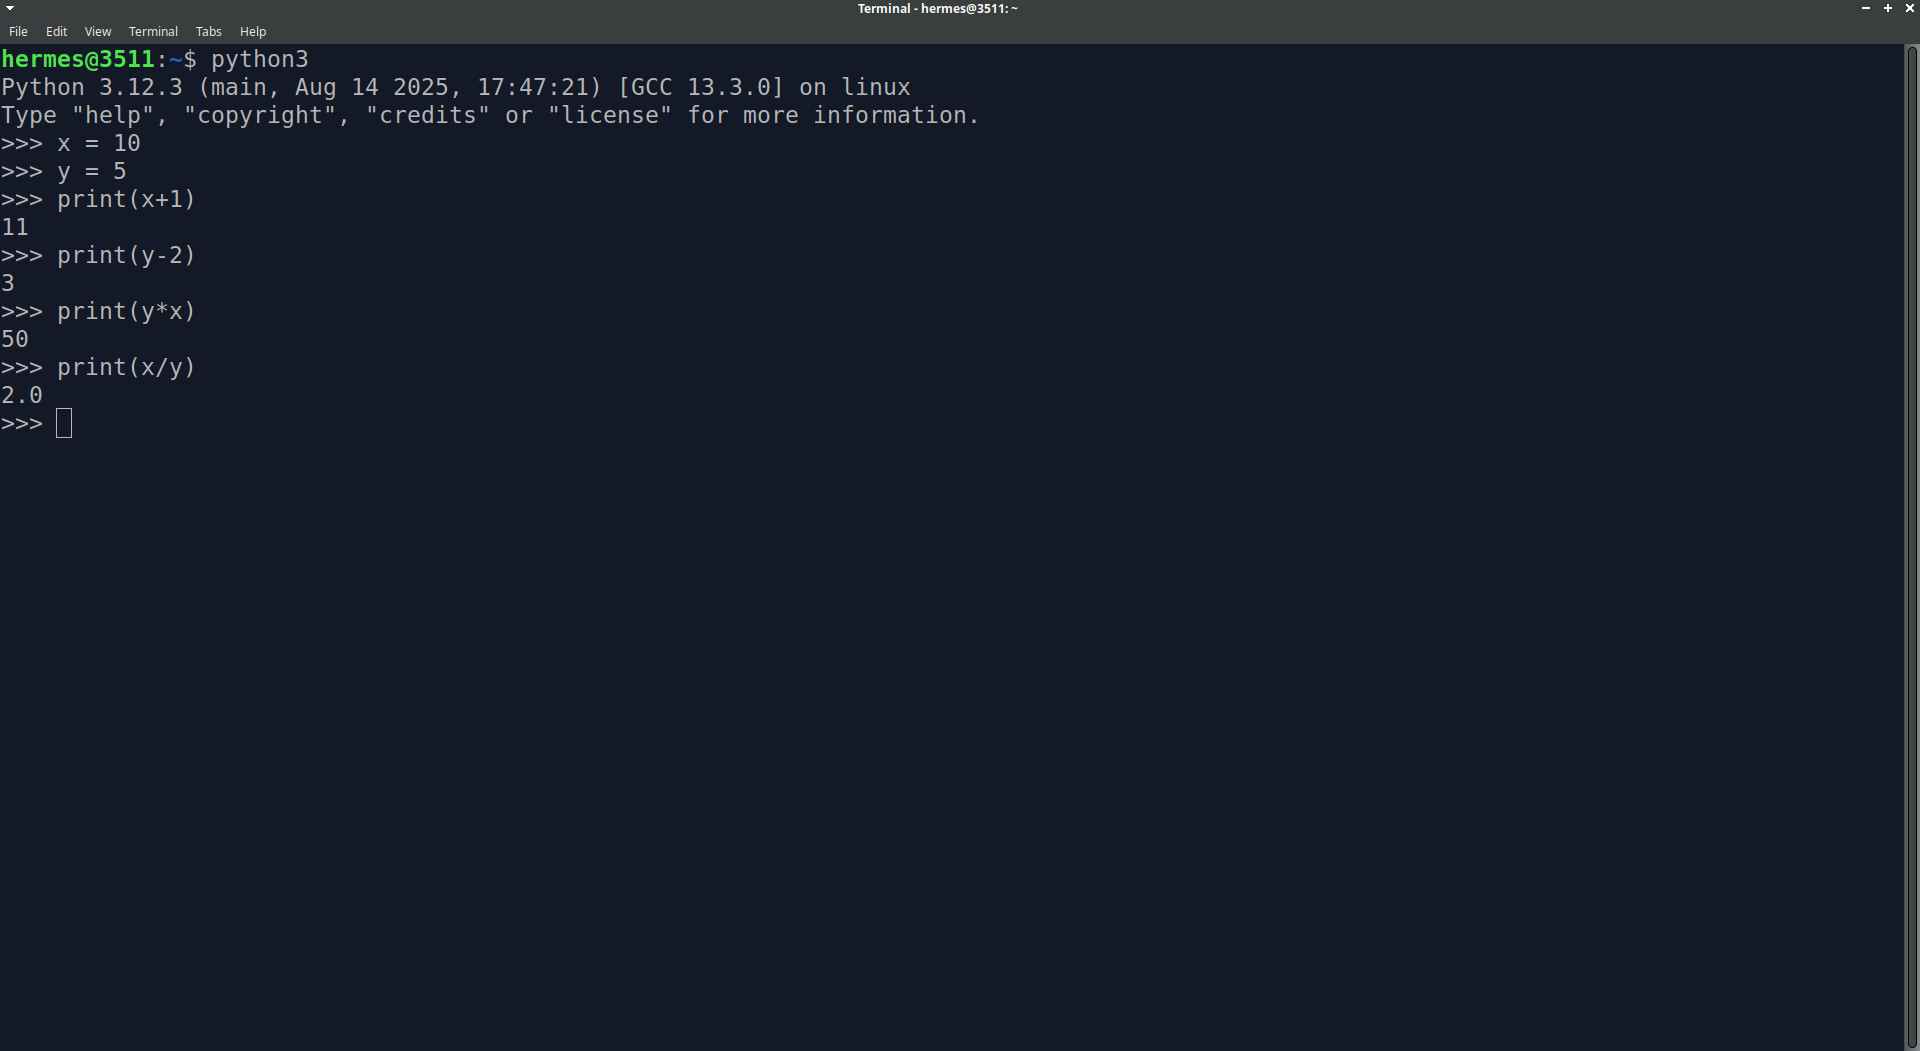 Terminal - hermes@3511: ~
File Edit View Terminal Tabs Help
hermes@3511:~$ python3
Python 3.12.3 (main, Aug 14 2025, 17:47:21) [GCC 13.3.0] on linux
Type "help", "copyright", "credits" or "license" for more information.
>>> x = 10
>>> y = 5
>>> print(x+1)
11
>>> print(y-2)
3
>>> print(y*x)
50
>>> print(x/y)
2.0
>>>